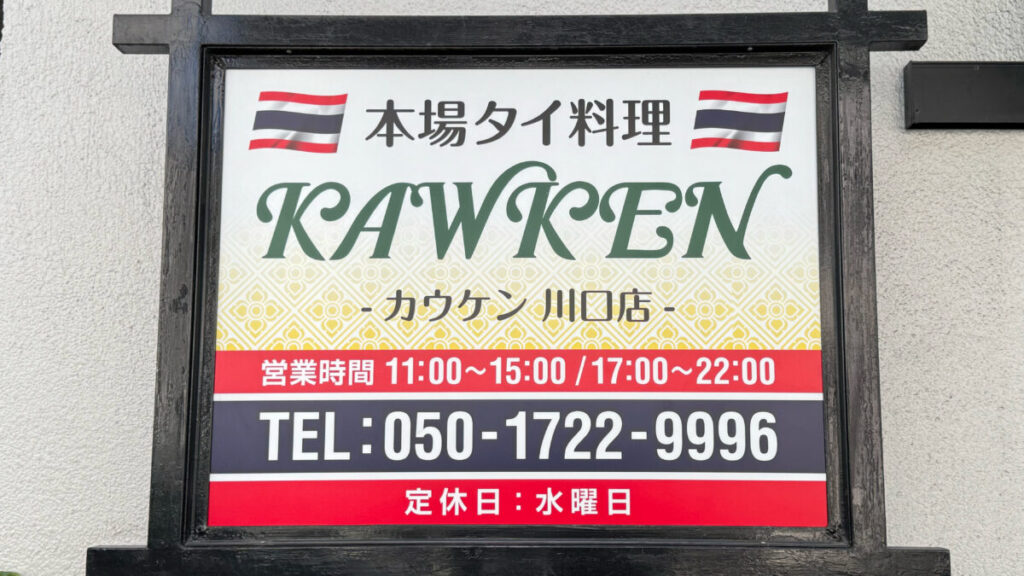 本場タイ料理
KAWKEN
- カウケン 川口店 -
営業時間 11:00～15:00 / 17:00～22:00
TEL：050-1722-9996
定休日：水曜日